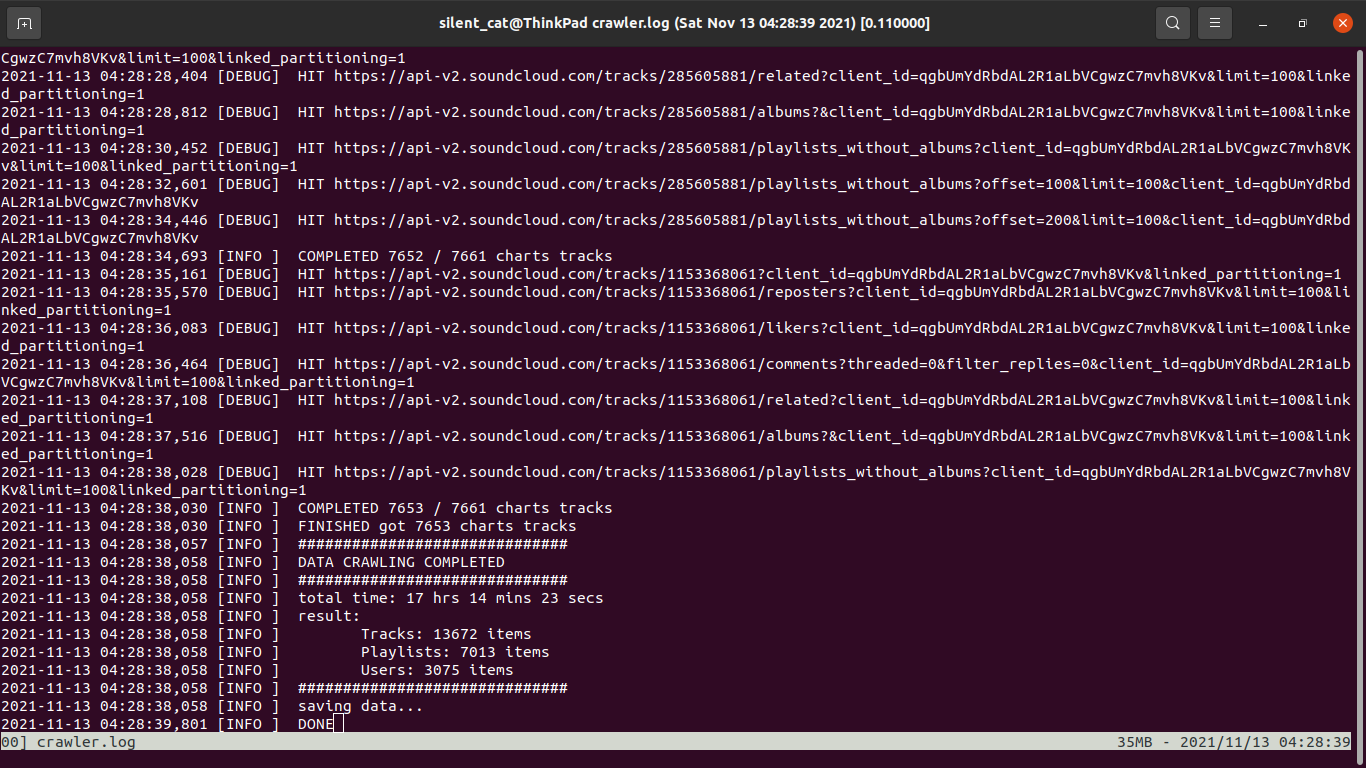 silent_cat@ThinkPad crawler.log (Sat Nov 13 04:28:39 2021) [0.110000]
CgwzC7mvh8VKv&limit=100&linked_partitioning=1
2021-11-13 04:28:28,404 [DEBUG]  HIT https://api-v2.soundcloud.com/tracks/285605881/related?client_id=qgbUmYdRbdAL2R1aLbVCgwzC7mvh8VKv&limit=100&linke
d_partitioning=1
2021-11-13 04:28:28,812 [DEBUG]  HIT https://api-v2.soundcloud.com/tracks/285605881/albums?&client_id=qgbUmYdRbdAL2R1aLbVCgwzC7mvh8VKv&limit=100&linke
d_partitioning=1
2021-11-13 04:28:30,452 [DEBUG]  HIT https://api-v2.soundcloud.com/tracks/285605881/playlists_without_albums?client_id=qgbUmYdRbdAL2R1aLbVCgwzC7mvh8VK
v&limit=100&linked_partitioning=1
2021-11-13 04:28:32,601 [DEBUG]  HIT https://api-v2.soundcloud.com/tracks/285605881/playlists_without_albums?offset=100&limit=100&client_id=qgbUmYdRbd
AL2R1aLbVCgwzC7mvh8VKv
2021-11-13 04:28:34,446 [DEBUG]  HIT https://api-v2.soundcloud.com/tracks/285605881/playlists_without_albums?offset=200&limit=100&client_id=qgbUmYdRbd
AL2R1aLbVCgwzC7mvh8VKv
2021-11-13 04:28:34,693 [INFO ]  COMPLETED 7652 / 7661 charts tracks
2021-11-13 04:28:35,161 [DEBUG]  HIT https://api-v2.soundcloud.com/tracks/1153368061?client_id=qgbUmYdRbdAL2R1aLbVCgwzC7mvh8VKv&linked_partitioning=1
2021-11-13 04:28:35,570 [DEBUG]  HIT https://api-v2.soundcloud.com/tracks/1153368061/reposters?client_id=qgbUmYdRbdAL2R1aLbVCgwzC7mvh8VKv&limit=100&li
nked_partitioning=1
2021-11-13 04:28:36,083 [DEBUG]  HIT https://api-v2.soundcloud.com/tracks/1153368061/likers?client_id=qgbUmYdRbdAL2R1aLbVCgwzC7mvh8VKv&limit=100&linke
d_partitioning=1
2021-11-13 04:28:36,464 [DEBUG]  HIT https://api-v2.soundcloud.com/tracks/1153368061/comments?threaded=0&filter_replies=0&client_id=qgbUmYdRbdAL2R1aLb
VCgwzC7mvh8VKv&limit=100&linked_partitioning=1
2021-11-13 04:28:37,108 [DEBUG]  HIT https://api-v2.soundcloud.com/tracks/1153368061/related?client_id=qgbUmYdRbdAL2R1aLbVCgwzC7mvh8VKv&limit=100&link
ed_partitioning=1
2021-11-13 04:28:37,516 [DEBUG]  HIT https://api-v2.soundcloud.com/tracks/1153368061/albums?&client_id=qgbUmYdRbdAL2R1aLbVCgwzC7mvh8VKv&limit=100&link
ed_partitioning=1
2021-11-13 04:28:38,028 [DEBUG]  HIT https://api-v2.soundcloud.com/tracks/1153368061/playlists_without_albums?client_id=qgbUmYdRbdAL2R1aLbVCgwzC7mvh8V
Kv&limit=100&linked_partitioning=1
2021-11-13 04:28:38,030 [INFO ]  COMPLETED 7653 / 7661 charts tracks
2021-11-13 04:28:38,030 [INFO ]  FINISHED got 7653 charts tracks
2021-11-13 04:28:38,057 [INFO ]  ##############################
2021-11-13 04:28:38,058 [INFO ]  DATA CRAWLING COMPLETED
2021-11-13 04:28:38,058 [INFO ]  ##############################
2021-11-13 04:28:38,058 [INFO ]  total time: 17 hrs 14 mins 23 secs
2021-11-13 04:28:38,058 [INFO ]  result:
2021-11-13 04:28:38,058 [INFO ]         Tracks: 13672 items
2021-11-13 04:28:38,058 [INFO ]         Playlists: 7013 items
2021-11-13 04:28:38,058 [INFO ]         Users: 3075 items
2021-11-13 04:28:38,058 [INFO ]  ##############################
2021-11-13 04:28:38,058 [INFO ]  saving data...
2021-11-13 04:28:39,801 [INFO ]  DONE
00] crawler.log 35MB - 2021/11/13 04:28:39